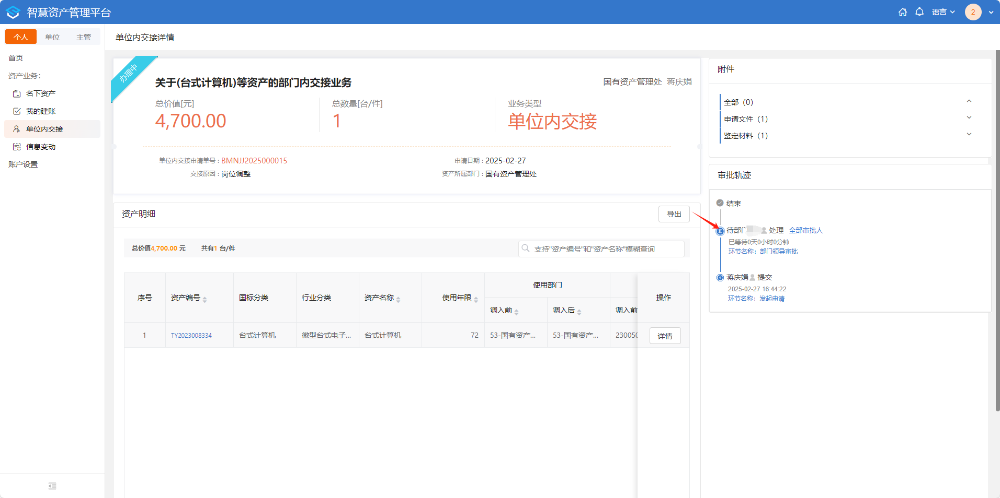 智慧资产管理平台
语言
2
个人
单位
主管
首页
资产业务:
名下资产
我的建账
单位内交接
信息变动
账户设置
单位内交接详情
办理中
关于(台式计算机)等资产的部门内交接业务
国有资产管理处 蒋庆娟
总价值[元]
4,700.00
总数量[台/件]
1
业务类型
单位内交接
单位内交接申请单号 : BMNJJ2025000015
申请日期 : 2025-02-27
交接原因 : 岗位调整
资产所属部门 : 国有资产管理处
资产明细
导出
总价值4,700.00 元 共有1 台/件
支持"资产编号"和"资产名称"模糊查询
序号 资产编号 国标分类 行业分类 资产名称 使用年限 使用部门 操作
调入前 调入后 调入前
1 TY2023008334 台式计算机 微型台式电子... 台式计算机 72 53-国有资产... 53-国有资产... 23005 详情
附件
全部（0）
申请文件（1）
鉴定材料（1）
审批轨迹
结束
待部门 处理 全部审批人
已等待0天0小时0分钟
环节名称：部门领导审批
蒋庆娟 提交
2025-02-27 16:44:22
环节名称：发起申请